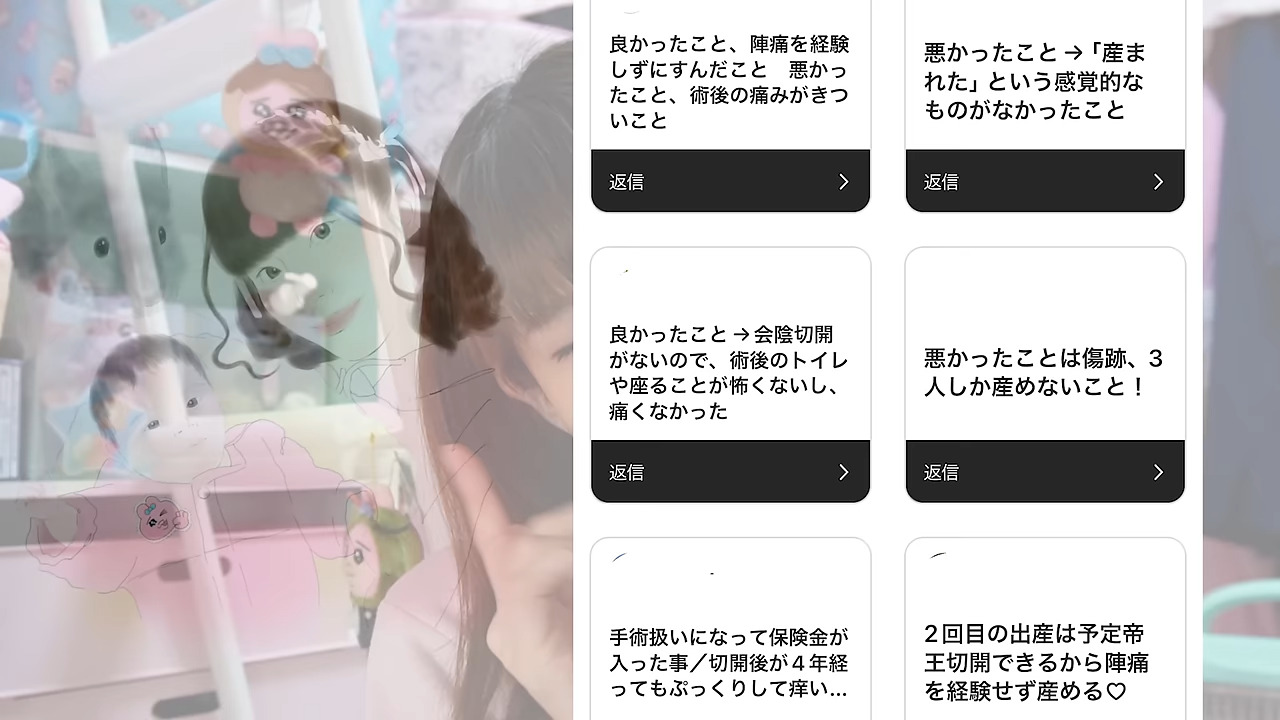 良かったこと、陣痛を経験
しずにすんだこと　悪かっ
たこと、術後の痛みがきつ
いこと
返信
悪かったこと→「産ま
れた」という感覚的な
ものがなかったこと
返信
良かったこと→会陰切開
がないので、術後のトイレ
や座ることが怖くないし、
痛くなかった
返信
悪かったことは傷跡、3
人しか産めないこと！
返信
手術扱いになって保険金が
入った事／切開後が４年経
ってもぷっくりして痒い…
2回目の出産は予定帝
王切開できるから陣痛
を経験せず産める♡